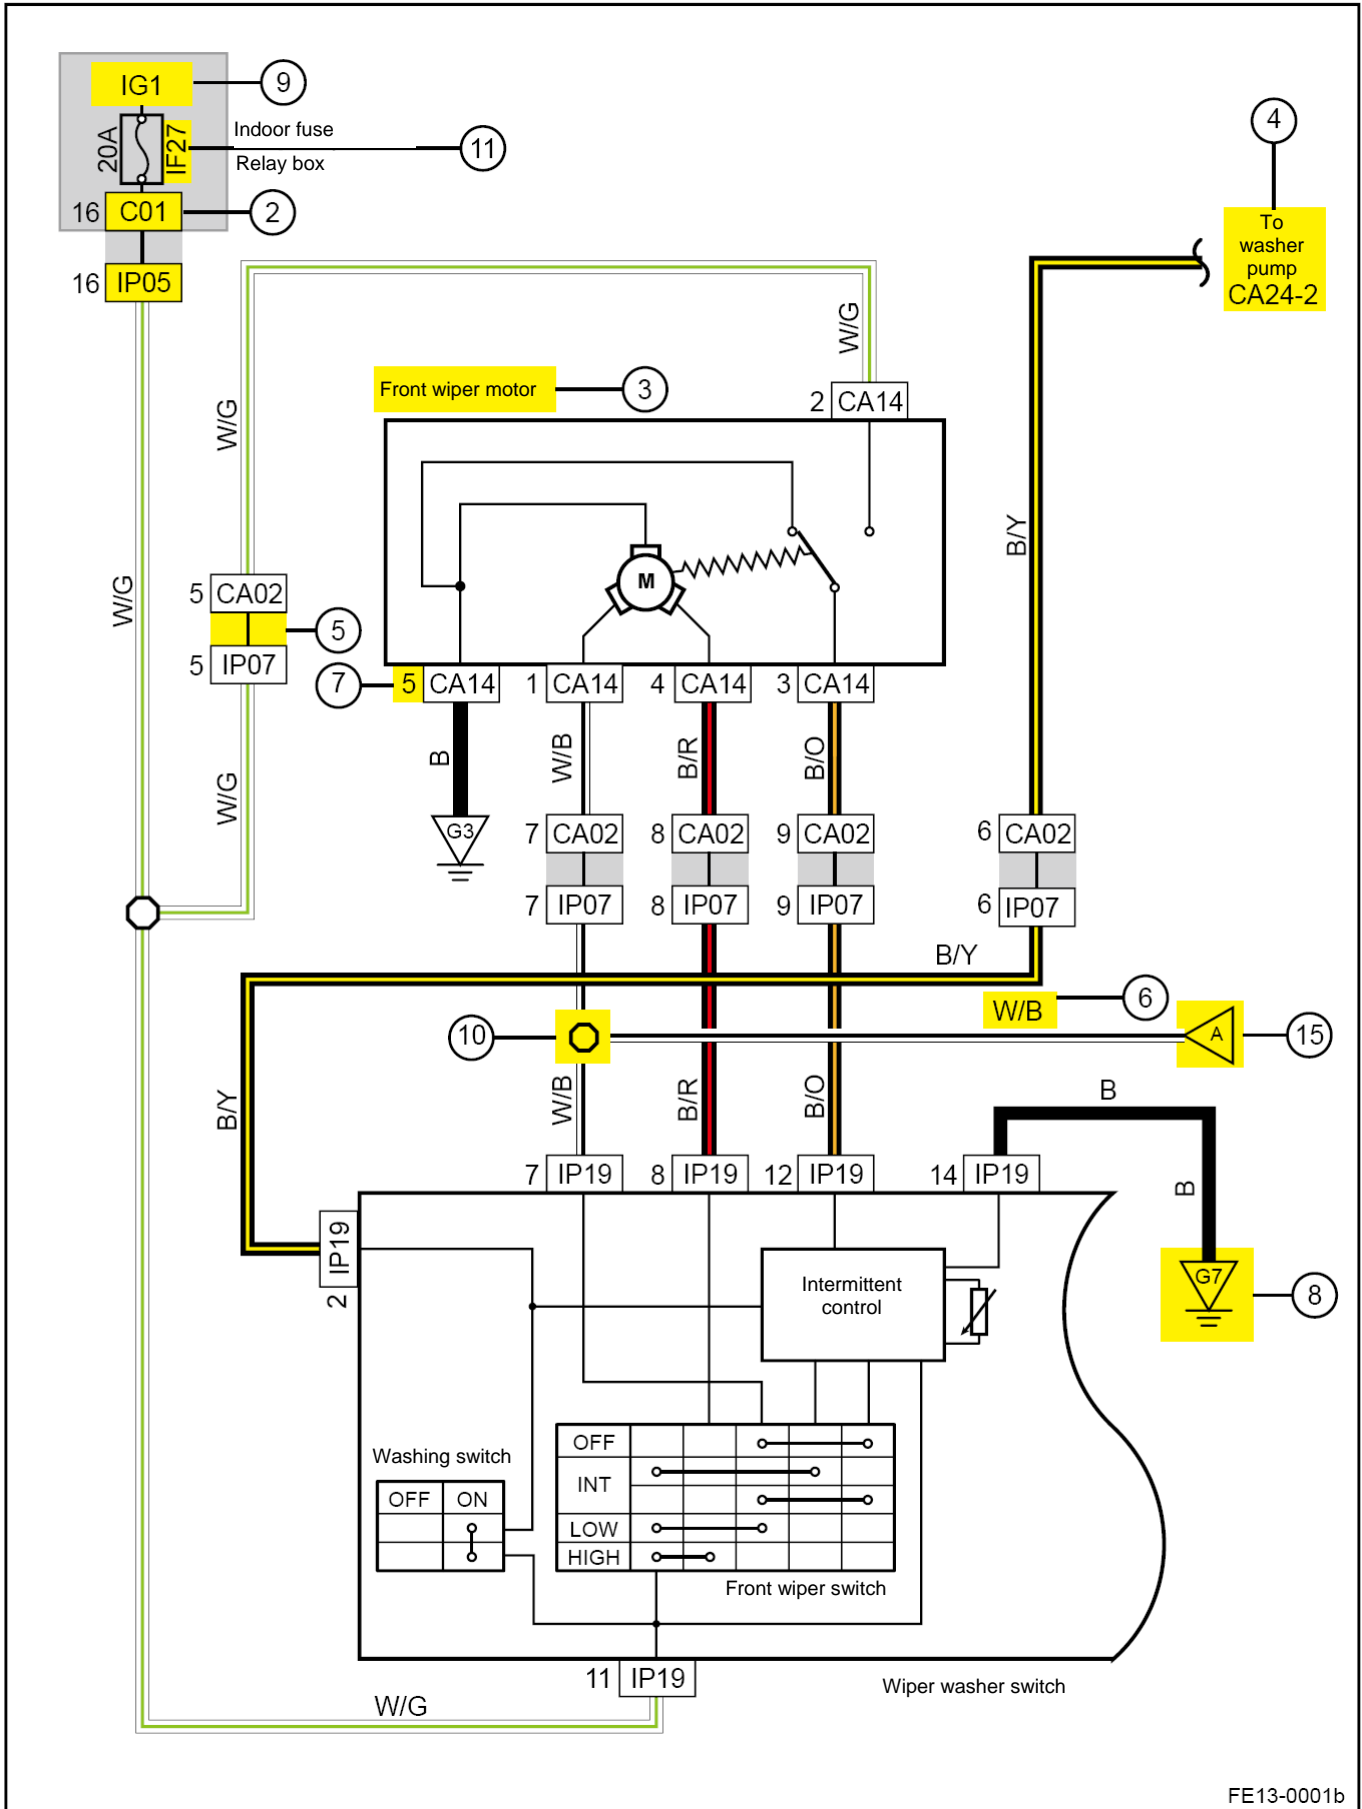 IG1
9
20A
IF27
Indoor fuse
Relay box
11
4
16 C01
2
To
washer
pump
CA24-2
16 IP05
W/G
Front wiper motor
3
2 CA14
W/G
B/Y
M
W/G
5 CA02
5
5 IP07
7
5 CA14
1 CA14
4 CA14
3 CA14
B
W/B
B/R
B/O
W/G
G3
7 CA02
8 CA02
9 CA02
6 CA02
7 IP07
8 IP07
9 IP07
6 IP07
B/Y
W/B
6
10
A
15
B/Y
W/B
B/R
B/O
B
7 IP19
8 IP19
12 IP19
14 IP19
B
2 IP19
Intermittent
control
G7
8
Washing switch
OFF ON
OFF
INT
LOW
HIGH
Front wiper switch
11 IP19
Wiper washer switch
W/G
FE13-0001b